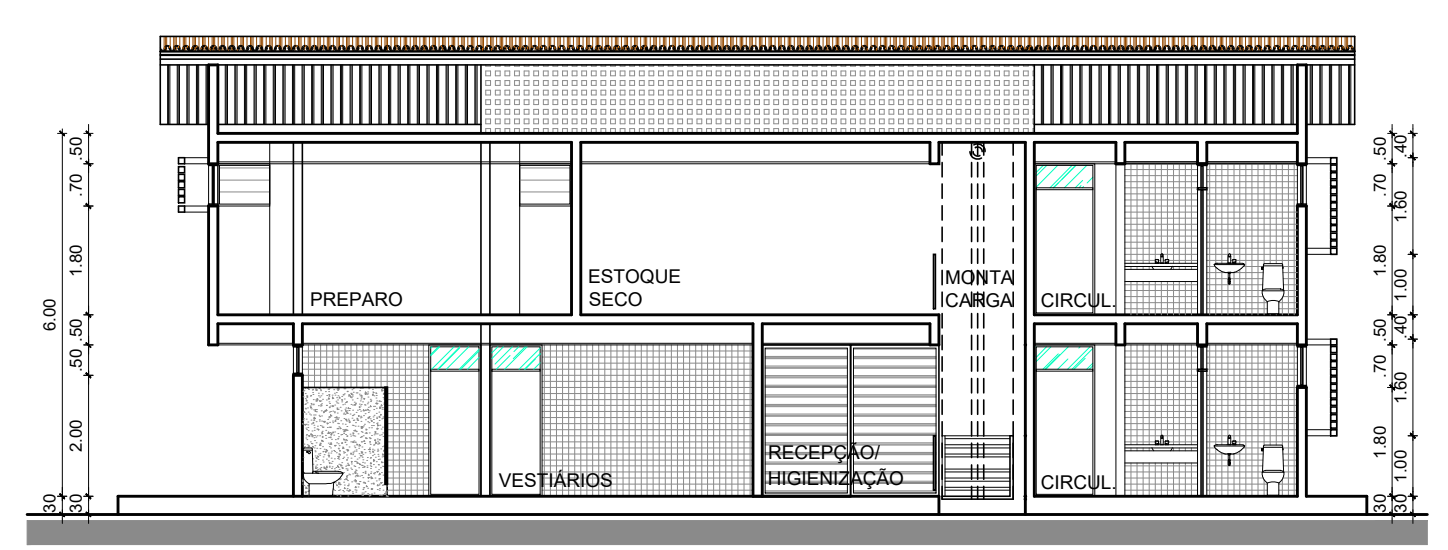 .50
.70
1.80
.50
.50
2.00
30
6.00
30
PREPARO
ESTOQUE
SECO
MONTA
CARGA
CIRCUL.
VESTIÁRIOS
RECEPÇÃO/
HIGIENIZAÇÃO
CIRCUL.
.50
.70
1.80
.50
.70
1.80
30
.40
1.60
1.00
.40
1.60
1.00
30